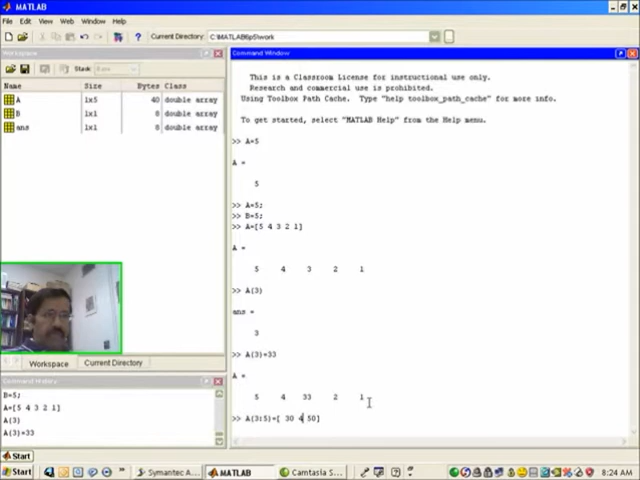 MATLAB
File Edit View Web Window Help
Current Directory: C:\MATLAB6p5\work
Workspace
Stack:
Name Size Bytes Class
A 1x5 40 double array
B 1x1 8 double array
ans 1x1 8 double array
Workspace Current Directory
Command History
B=5;
A=[5 4 3 2 1]
A(3)
A(3)=33
Command Window
This is a Classroom License for instructional use only.
Research and commercial use is prohibited.
Using Toolbox Path Cache. Type "help toolbox_path_cache" for more info.
To get started, select "MATLAB Help" from the Help menu.
>> A=5
A =
5
>> A=5;
>> B=5;
>> A=[5 4 3 2 1]
A =
5 4 3 2 1
>> A(3)
ans =
3
>> A(3)=33
A =
5 4 33 2 1
>> A(3:5)=[ 30 4 50]
Start
Start Symantec A... MATLAB Camtasia S... 8:24 AM